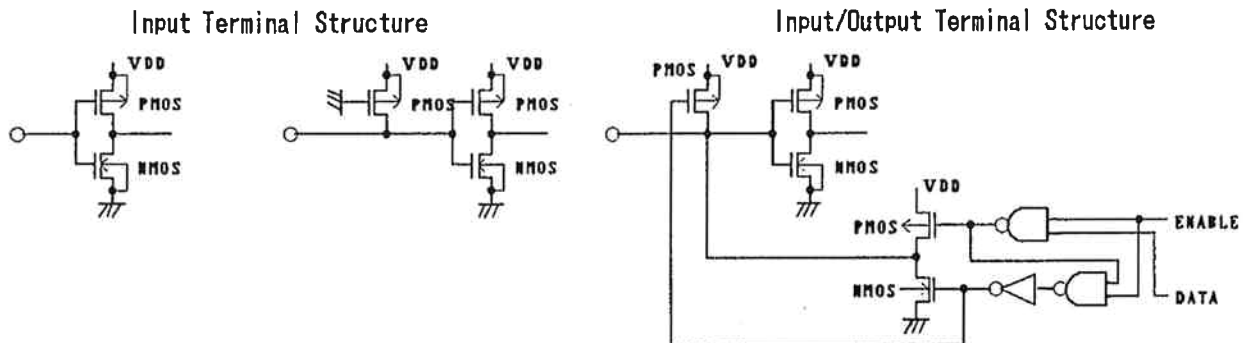 Input Terminal Structure
Input/Output Terminal Structure
VDD
PMOS
NMOS
VDD
PMOS
VDD
PMOS
NMOS
PMOS
VDD
VDD
PMOS
NMOS
VDD
PMOS
ENABLE
NMOS
DATA